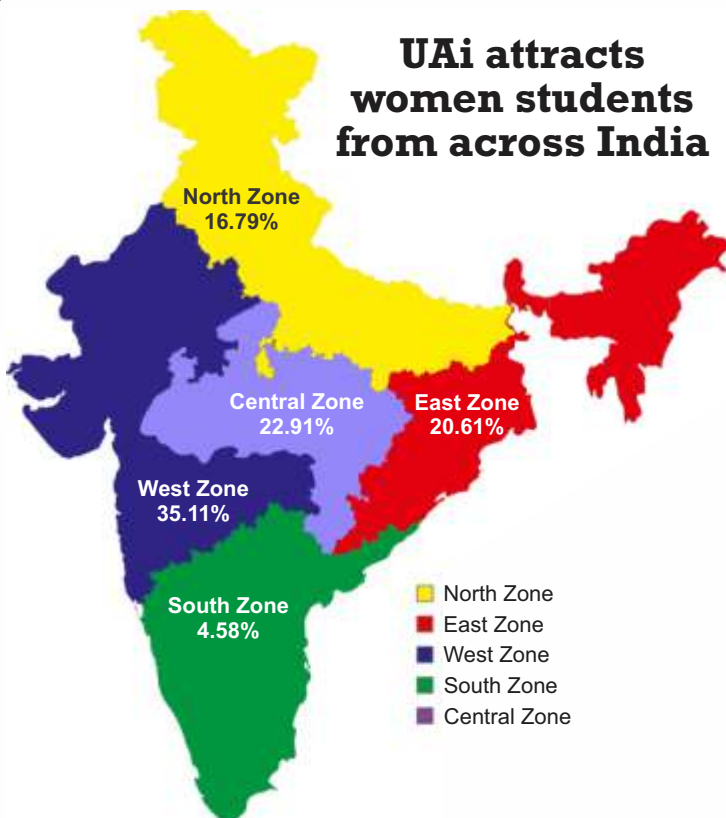 UAi attracts
women students
from across India
North Zone
16.79%
Central Zone
22.91%
East Zone
20.61%
West Zone
35.11%
South Zone
4.58%
North Zone
East Zone
West Zone
South Zone
Central Zone